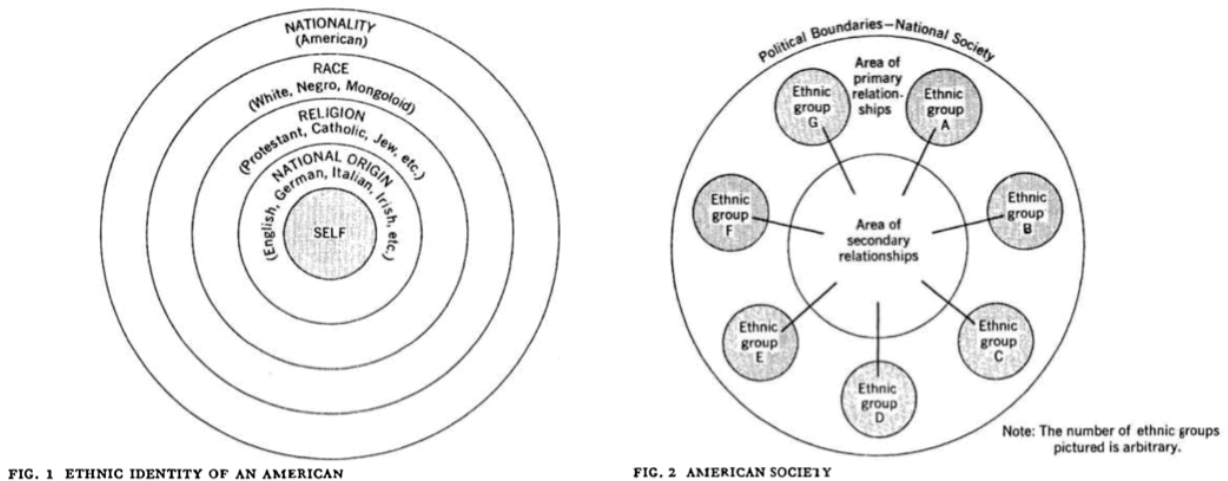 NATIONALITY
(American)
RACE
(White, Negro, Mongoloid)
RELIGION
(Protestant, Catholic, Jew, etc.)
NATIONAL ORIGIN
(English, German, Italian, Irish, etc.)
SELF
FIG. 1 ETHNIC IDENTITY OF AN AMERICAN
Political Boundaries—National Society
Area of
primary
relation-
ships
Ethnic
group
G
Ethnic
group
A
Ethnic
group
F
Ethnic
group
B
Area of
secondary
relationships
Ethnic
group
E
Ethnic
group
C
Ethnic
group
D
Note: The number of ethnic groups
pictured is arbitrary.
FIG. 2 AMERICAN SOCIETY